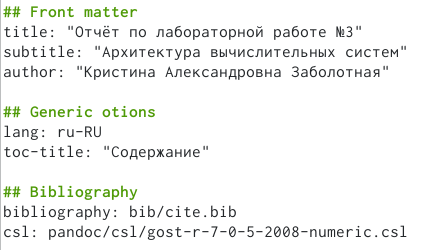 ## Front matter
title: "Отчёт по лабораторной работе №3"
subtitle: "Архитектура вычислительных систем"
author: "Кристина Александровна Заболотная"

## Generic otions
lang: ru-RU
toc-title: "Содержание"

## Bibliography
bibliography: bib/cite.bib
csl: pandoc/csl/gost-r-7-0-5-2008-numeric.csl